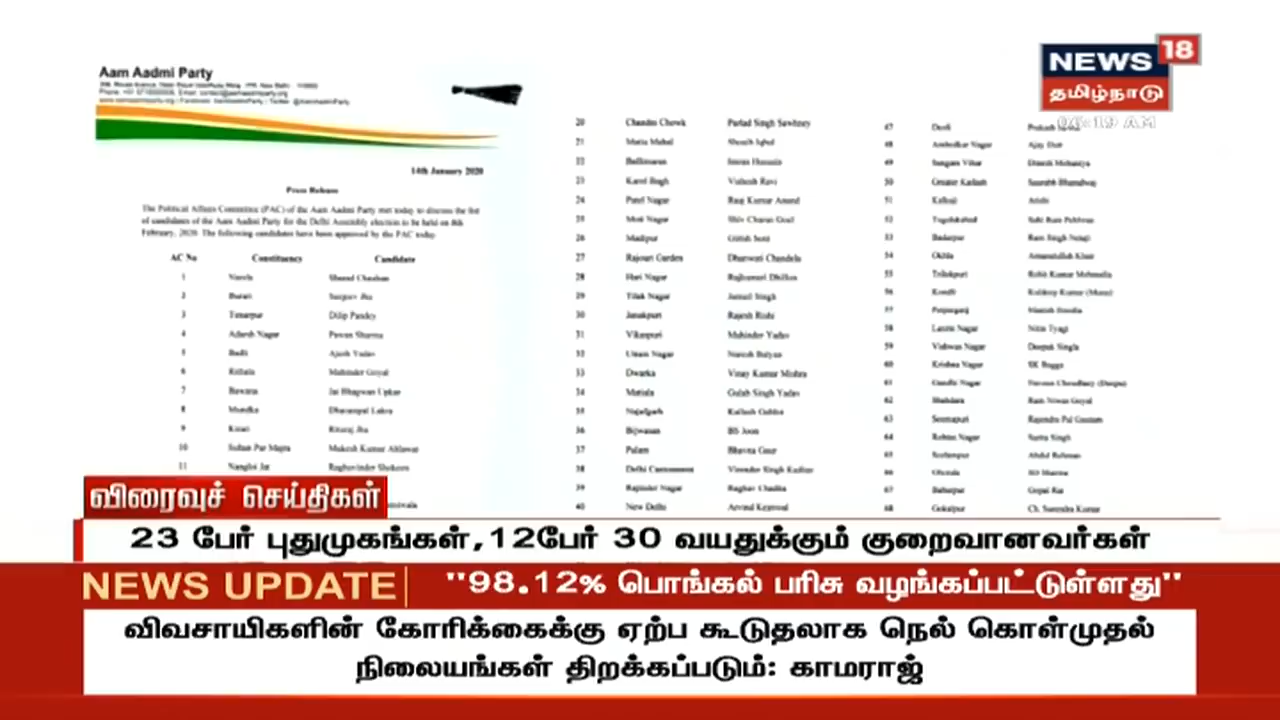 Aam Aadmi Party
14th January 2020
Press Release
The Political Affairs Committee (PAC) of the Aam Aadmi Party met today to discuss the list
of candidates of the Aam Aadmi Party for the Delhi Assembly election to be held on 8th
February, 2020. The following candidates have been approved by the PAC today
AC No Constituency Candidate
1 Narela Sharad Chauhan
2 Burari Sanjeev Jha
3 Timarpur Dilip Pandey
4 Adarsh Nagar Pawan Sharma
5 Badli Ajesh Yadav
6 Rithala Mohinder Goyal
7 Bawana Jai Bhagwan Upkar
8 Mundka Dharampal Lakra
9 Kirari Rituraj Jha
10 Sultan Pur Majra Mukesh Kumar Ahlawat
11 Nangloi Jat Raghuvinder Shokeen
20 Chandni Chowk Parlad Singh Sawhney
21 Matia Mahal Shoaib Iqbal
22 Ballimaran Imran Hussain
23 Karol Bagh Vishesh Ravi
24 Patel Nagar Raaj Kumar Anand
25 Moti Nagar Shiv Charan Goel
26 Madipur Girish Soni
27 Rajouri Garden Dhanwati Chandela
28 Hari Nagar Rajkumari Dhillon
29 Tilak Nagar Jarnail Singh
30 Janakpuri Rajesh Rishi
31 Vikaspuri Mahinder Yadav
32 Uttam Nagar Naresh Balyan
33 Dwarka Vinay Kumar Mishra
34 Matiala Gulab Singh Yadav
35 Najafgarh Kailash Gahlot
36 Bijwasan BS Joon
37 Palam Bhavna Gaur
38 Delhi Cantonment Virender Singh Kadian
39 Rajinder Nagar Raghav Chadha
40 New Delhi Arvind Kejriwal
47 Deoli
48 Ambedkar Nagar Ajay Dutt
49 Sangam Vihar Dinesh Mohaniya
50 Greater Kailash Saurabh Bharadwaj
51 Kalkaji Atishi
52 Tughlakabad Sahi Ram Pehlwan
53 Badarpur Ram Singh Netaji
54 Okhla Amanatullah Khan
55 Trilokpuri Rohit Kumar Mehraulia
56 Kondli Kuldeep Kumar (Monu)
57 Patparganj Manish Sisodia
58 Laxmi Nagar Nitin Tyagi
59 Vishwas Nagar Deepak Singla
60 Krishna Nagar SK Bagga
61 Gandhi Nagar Naveen Choudhary (Deepu)
62 Shahdara Ram Niwas Goyal
63 Seemapuri Rajendra Pal Gautam
64 Rohtas Nagar Sarita Singh
65 Seelampur Abdul Rehman
66 Ghonda SD Sharma
67 Babarpur Gopal Rai
68 Gokalpur Ch. Surendra Kumar
NEWS 18
தமிழ்நாடு
06:19 AM
விரைவுச் செய்திகள்
23 பேர் புதுமுகங்கள்,12பேர் 30 வயதுக்கும் குறைவானவர்கள்
NEWS UPDATE "98.12% பொங்கல் பரிசு வழங்கப்பட்டுள்ளது"
விவசாயிகளின் கோரிக்கைக்கு ஏற்ப கூடுதலாக நெல் கொள்முதல்
நிலையங்கள் திறக்கப்படும்: காமராஜ்